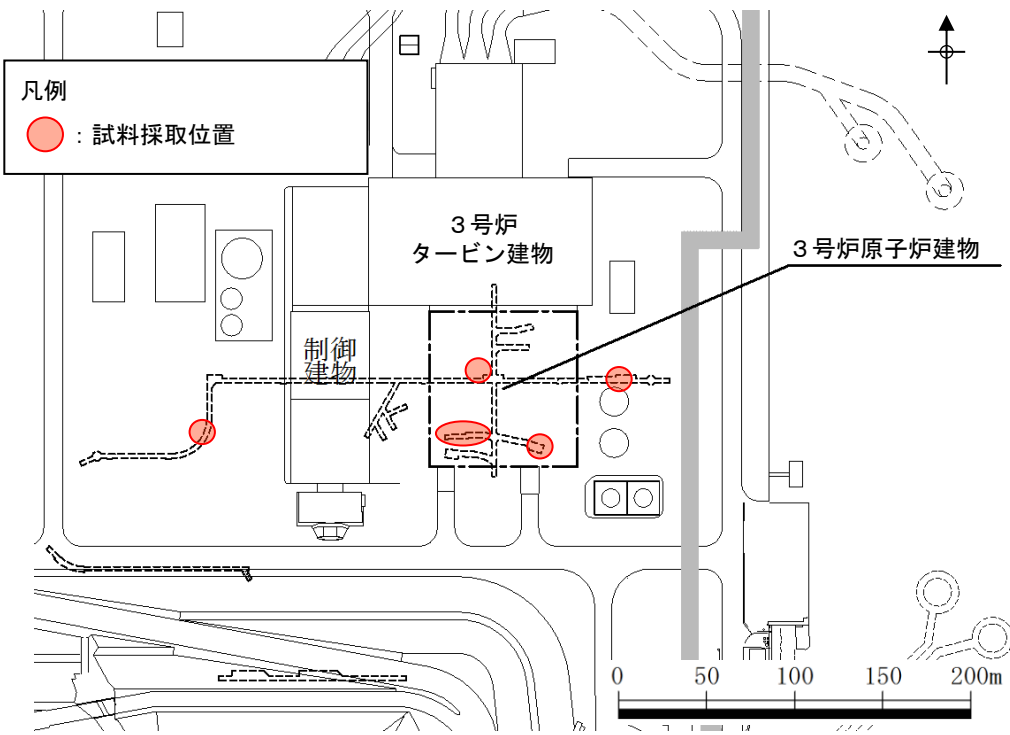 凡例
：試料採取位置
３号炉
タービン建物
３号炉原子炉建物
制御
建物
0 50 100 150 200m